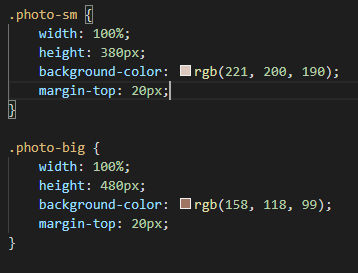 .photo-sm {
    width: 100%;
    height: 380px;
    background-color: rgb(221, 200, 190);
    margin-top: 20px;
}

.photo-big {
    width: 100%;
    height: 480px;
    background-color: rgb(158, 118, 99);
    margin-top: 20px;
}